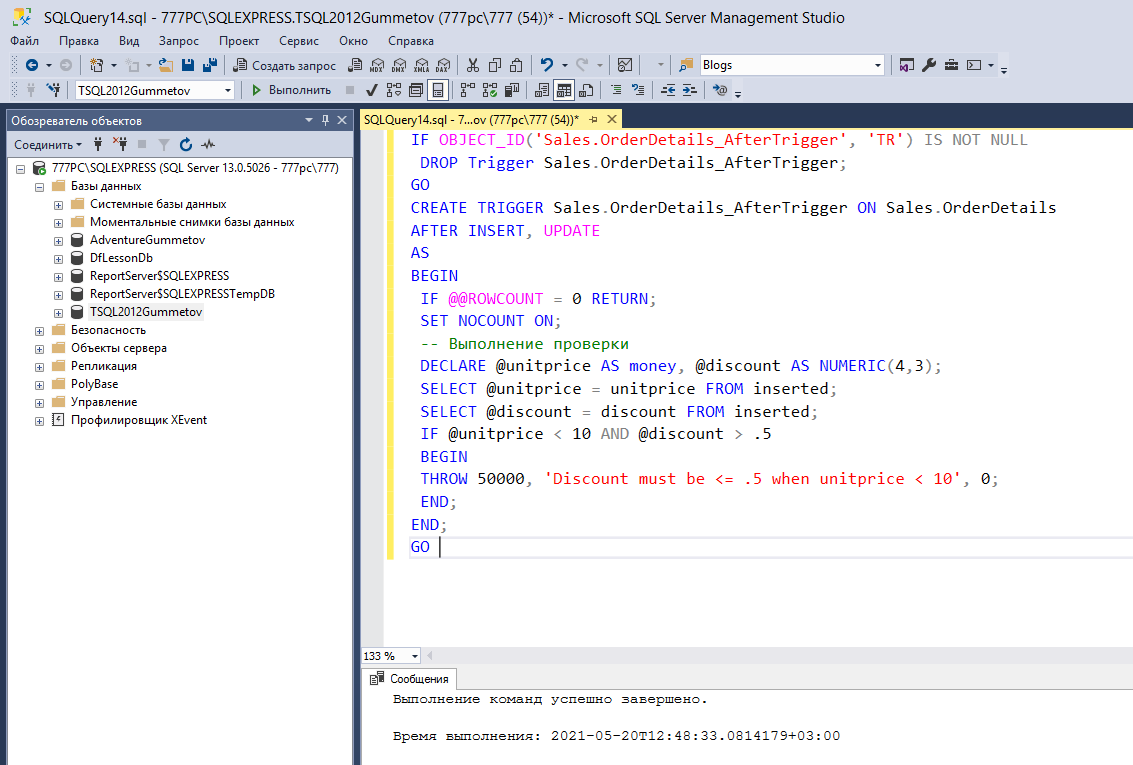 SQLQuery14.sql - 777PC\SQLEXPRESS.TSQL2012Gummetov (777pc\777 (54))* - Microsoft SQL Server Management Studio
Файл Правка Вид Запрос Проект Сервис Окно Справка
Создать запрос MDX DMX XMLA DAX Blogs
TSQL2012Gummetov Выполнить
Обозреватель объектов
Соединить
777PC\SQLEXPRESS (SQL Server 13.0.5026 - 777pc\777)
Базы данных
Системные базы данных
Моментальные снимки базы данных
AdventureGummetov
DfLessonDb
ReportServer$SQLEXPRESS
ReportServer$SQLEXPRESSTempDB
TSQL2012Gummetov
Безопасность
Объекты сервера
Репликация
PolyBase
Управление
Профилировщик XEvent
SQLQuery14.sql - 7...ov (777pc\777 (54))*
IF OBJECT_ID('Sales.OrderDetails_AfterTrigger', 'TR') IS NOT NULL
DROP Trigger Sales.OrderDetails_AfterTrigger;
GO
CREATE TRIGGER Sales.OrderDetails_AfterTrigger ON Sales.OrderDetails
AFTER INSERT, UPDATE
AS
BEGIN
IF @@ROWCOUNT = 0 RETURN;
SET NOCOUNT ON;
-- Выполнение проверки
DECLARE @unitprice AS money, @discount AS NUMERIC(4,3);
SELECT @unitprice = unitprice FROM inserted;
SELECT @discount = discount FROM inserted;
IF @unitprice < 10 AND @discount > .5
BEGIN
THROW 50000, 'Discount must be <= .5 when unitprice < 10', 0;
END;
END;
GO
133 %
Сообщения
Выполнение команд успешно завершено.
Время выполнения: 2021-05-20T12:48:33.0814179+03:00